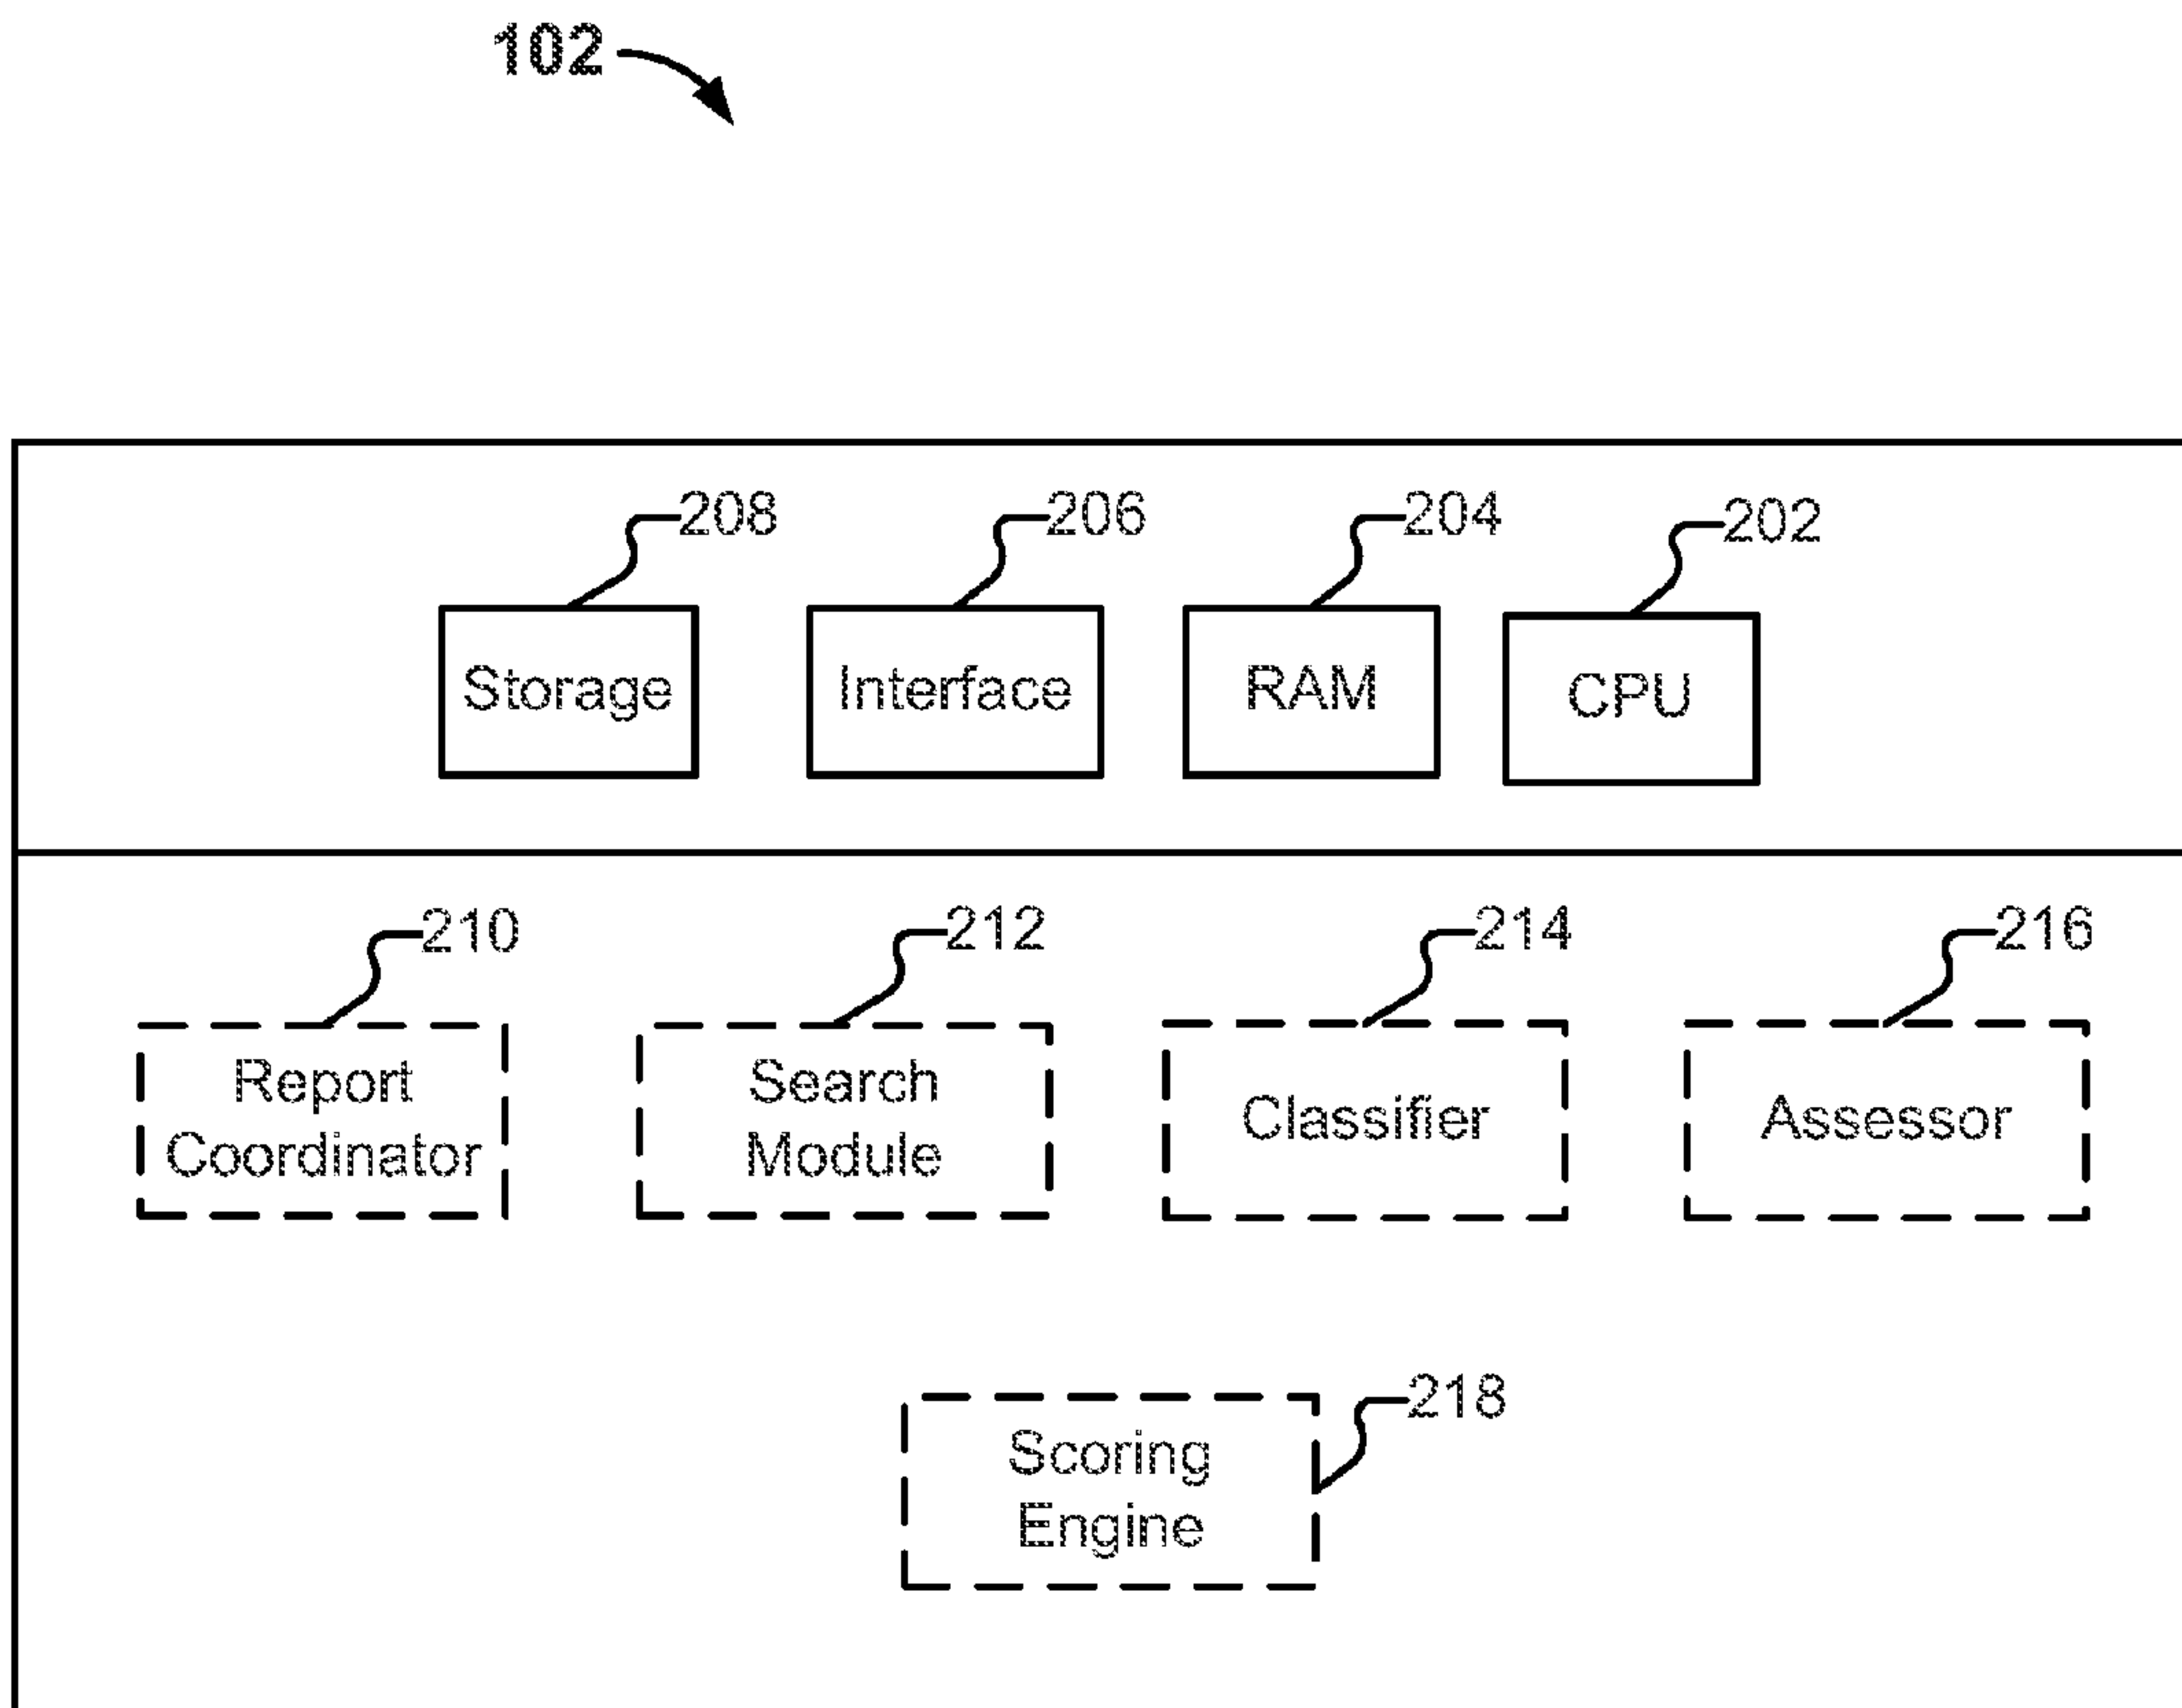 102
208
206
204
202
Storage
Interface
RAM
CPU
210
212
214
216
Report
Coordinator
Search
Module
Classifier
Assessor
218
Scoring
Engine